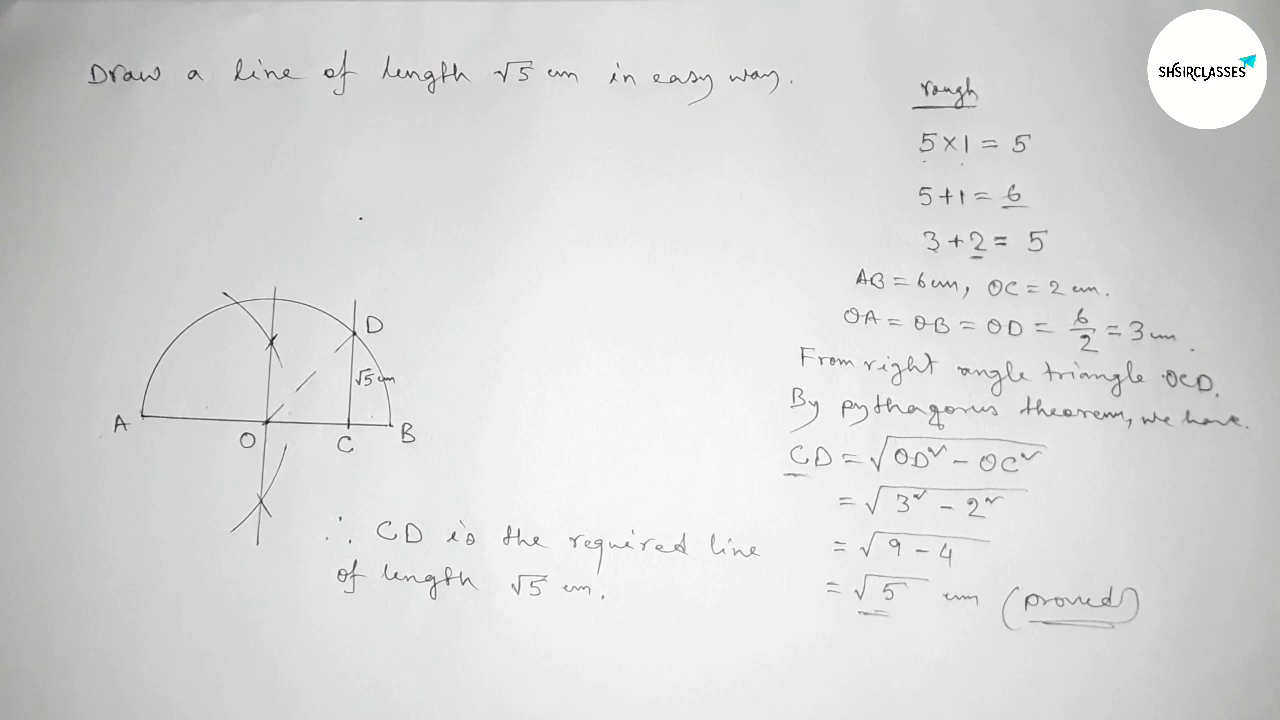 Draw a line of length √5 cm in easy way.
SHSIRCLASSES
rough
5×1 = 5
5+1 = 6
3+2 = 5
AB = 6cm, OC = 2 cm.
OA = OB = OD = 6/2 = 3 cm.
From right angle triangle OCD.
By pythagorus theorem, we have.
CD = √OD² - OC²
= √3² - 2²
= √9 - 4
= √5 cm (proved)
D
√5 cm
A
O
C
B
∴ CD is the required line
of length √5 cm.